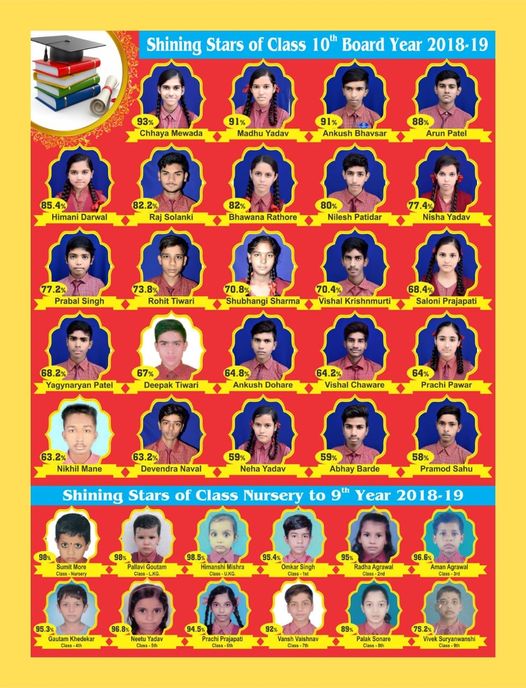 Shining Stars of Class 10th Board Year 2018-19
93%
Chhaya Mewada
91%
Madhu Yadav
91%
Ankush Bhavsar
88%
Arun Patel
85.4%
Himani Darwal
82.2%
Raj Solanki
82%
Bhawana Rathore
80%
Nilesh Patidar
77.4%
Nisha Yadav
77.2%
Prabal Singh
73.8%
Rohit Tiwari
70.8%
Shubhangi Sharma
70.4%
Vishal Krishnmurti
68.4%
Saloni Prajapati
68.2%
Yagynaryan Patel
67%
Deepak Tiwari
64.8%
Ankush Dohare
64.2%
Vishal Chaware
64%
Prachi Pawar
63.2%
Nikhil Mane
63.2%
Devendra Naval
59%
Neha Yadav
59%
Abhay Barde
58%
Pramod Sahu
Shining Stars of Class Nursery to 9th Year 2018-19
98%
Sumit More
Class - Nursery
98%
Pallavi Goutam
Class - L.KG.
98.5%
Himanshi Mishra
Class - U.KG.
95.4%
Omkar Singh
Class - 1st
95%
Radha Agrawal
Class - 2nd
96.6%
Aman Agrawal
Class - 3rd
95.3%
Gautam Khedekar
Class - 4th
96.8%
Neetu Yadav
Class - 5th
94.5%
Prachi Prajapati
Class - 6th
92%
Vansh Vaishnav
Class - 7th
89%
Palak Sonare
Class - 8th
75.2%
Vivek Suryanwanshi
Class - 9th